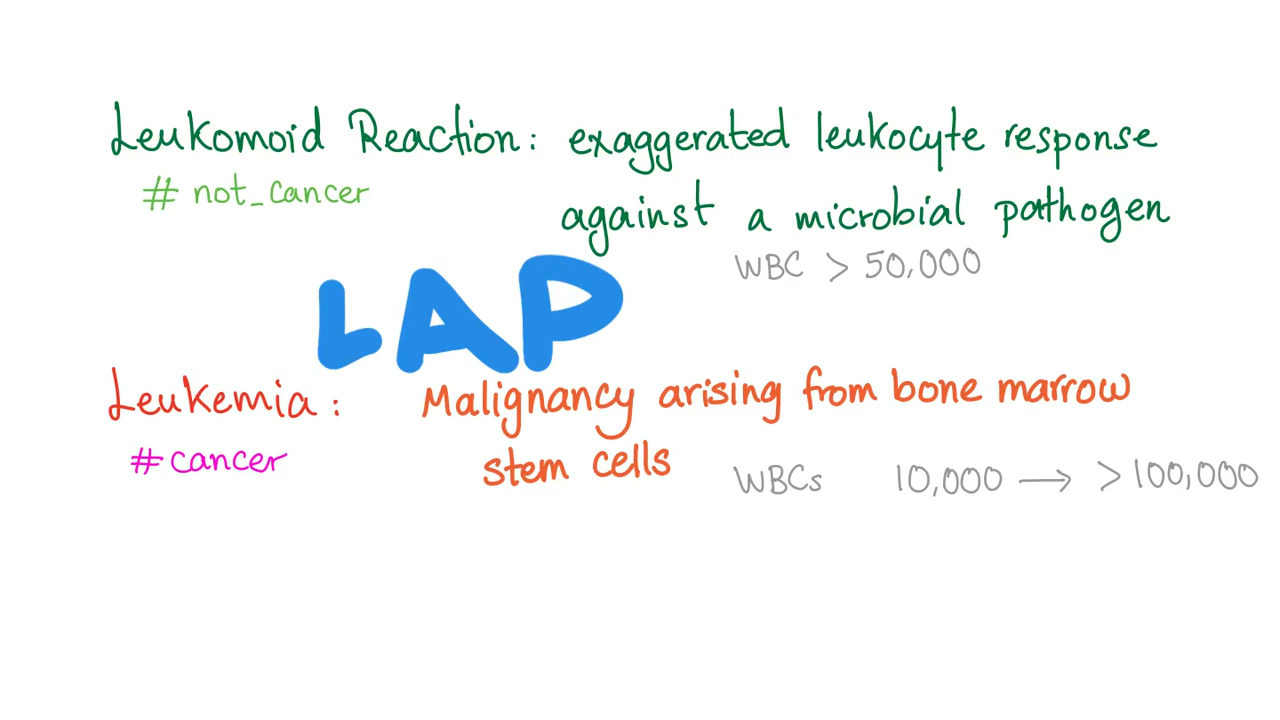 Leukomoid Reaction: exaggerated leukocyte response
# not_cancer
against a microbial pathogen
WBC > 50,000
LAP
Leukemia: Malignancy arising from bone marrow
#cancer
stem cells
WBCs 10,000 → >100,000